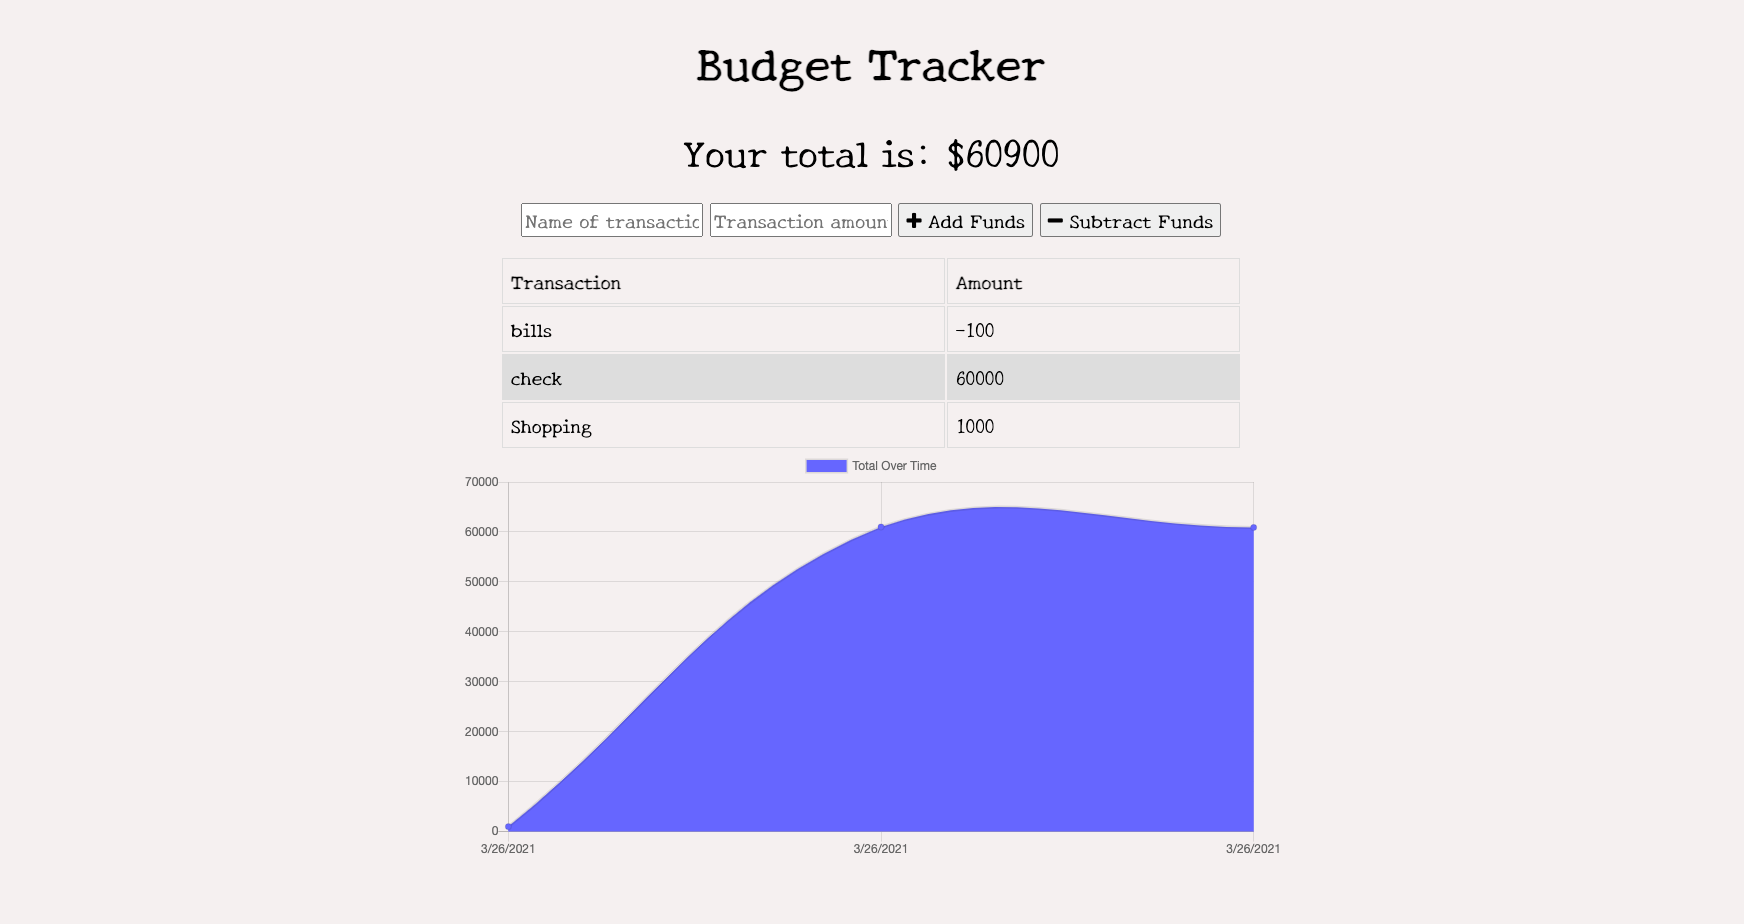 Budget Tracker
Your total is: $60900
Name of transactio Transaction amoun Add Funds Subtract Funds
Transaction Amount
bills -100
check 60000
Shopping 1000
Total Over Time
70000
60000
50000
40000
30000
20000
10000
0
3/26/2021 3/26/2021 3/26/2021